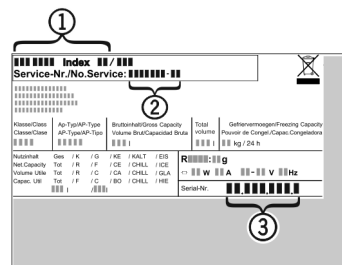 1
Index /
Service-Nr./No.Service: -
2
Klasse/Class
Classe/Clase
Ap-Typ/AP-Type
AP-Type/AP-Tipo
Bruttoinhalt/Gross Capacity
Volume Brut/Capacidad Bruta
l
Total
volume
l
Gefriervermoegen/Freezing Capacity
Pouvoir de Congel./Capac.Congeladora
kg / 24 h
Nutzinhalt Ges / K / G / KE / KALT / EIS
Net.Capacity Tot / R / F / CE / CHILL / ICE
Volume Utile Tot / R / C / CA / CHILL / GLA
Capac. Util Tot / F / C / BO / CHILL / HIE
l / l
R : g
W A - V Hz
Serial-Nr. . . .
3